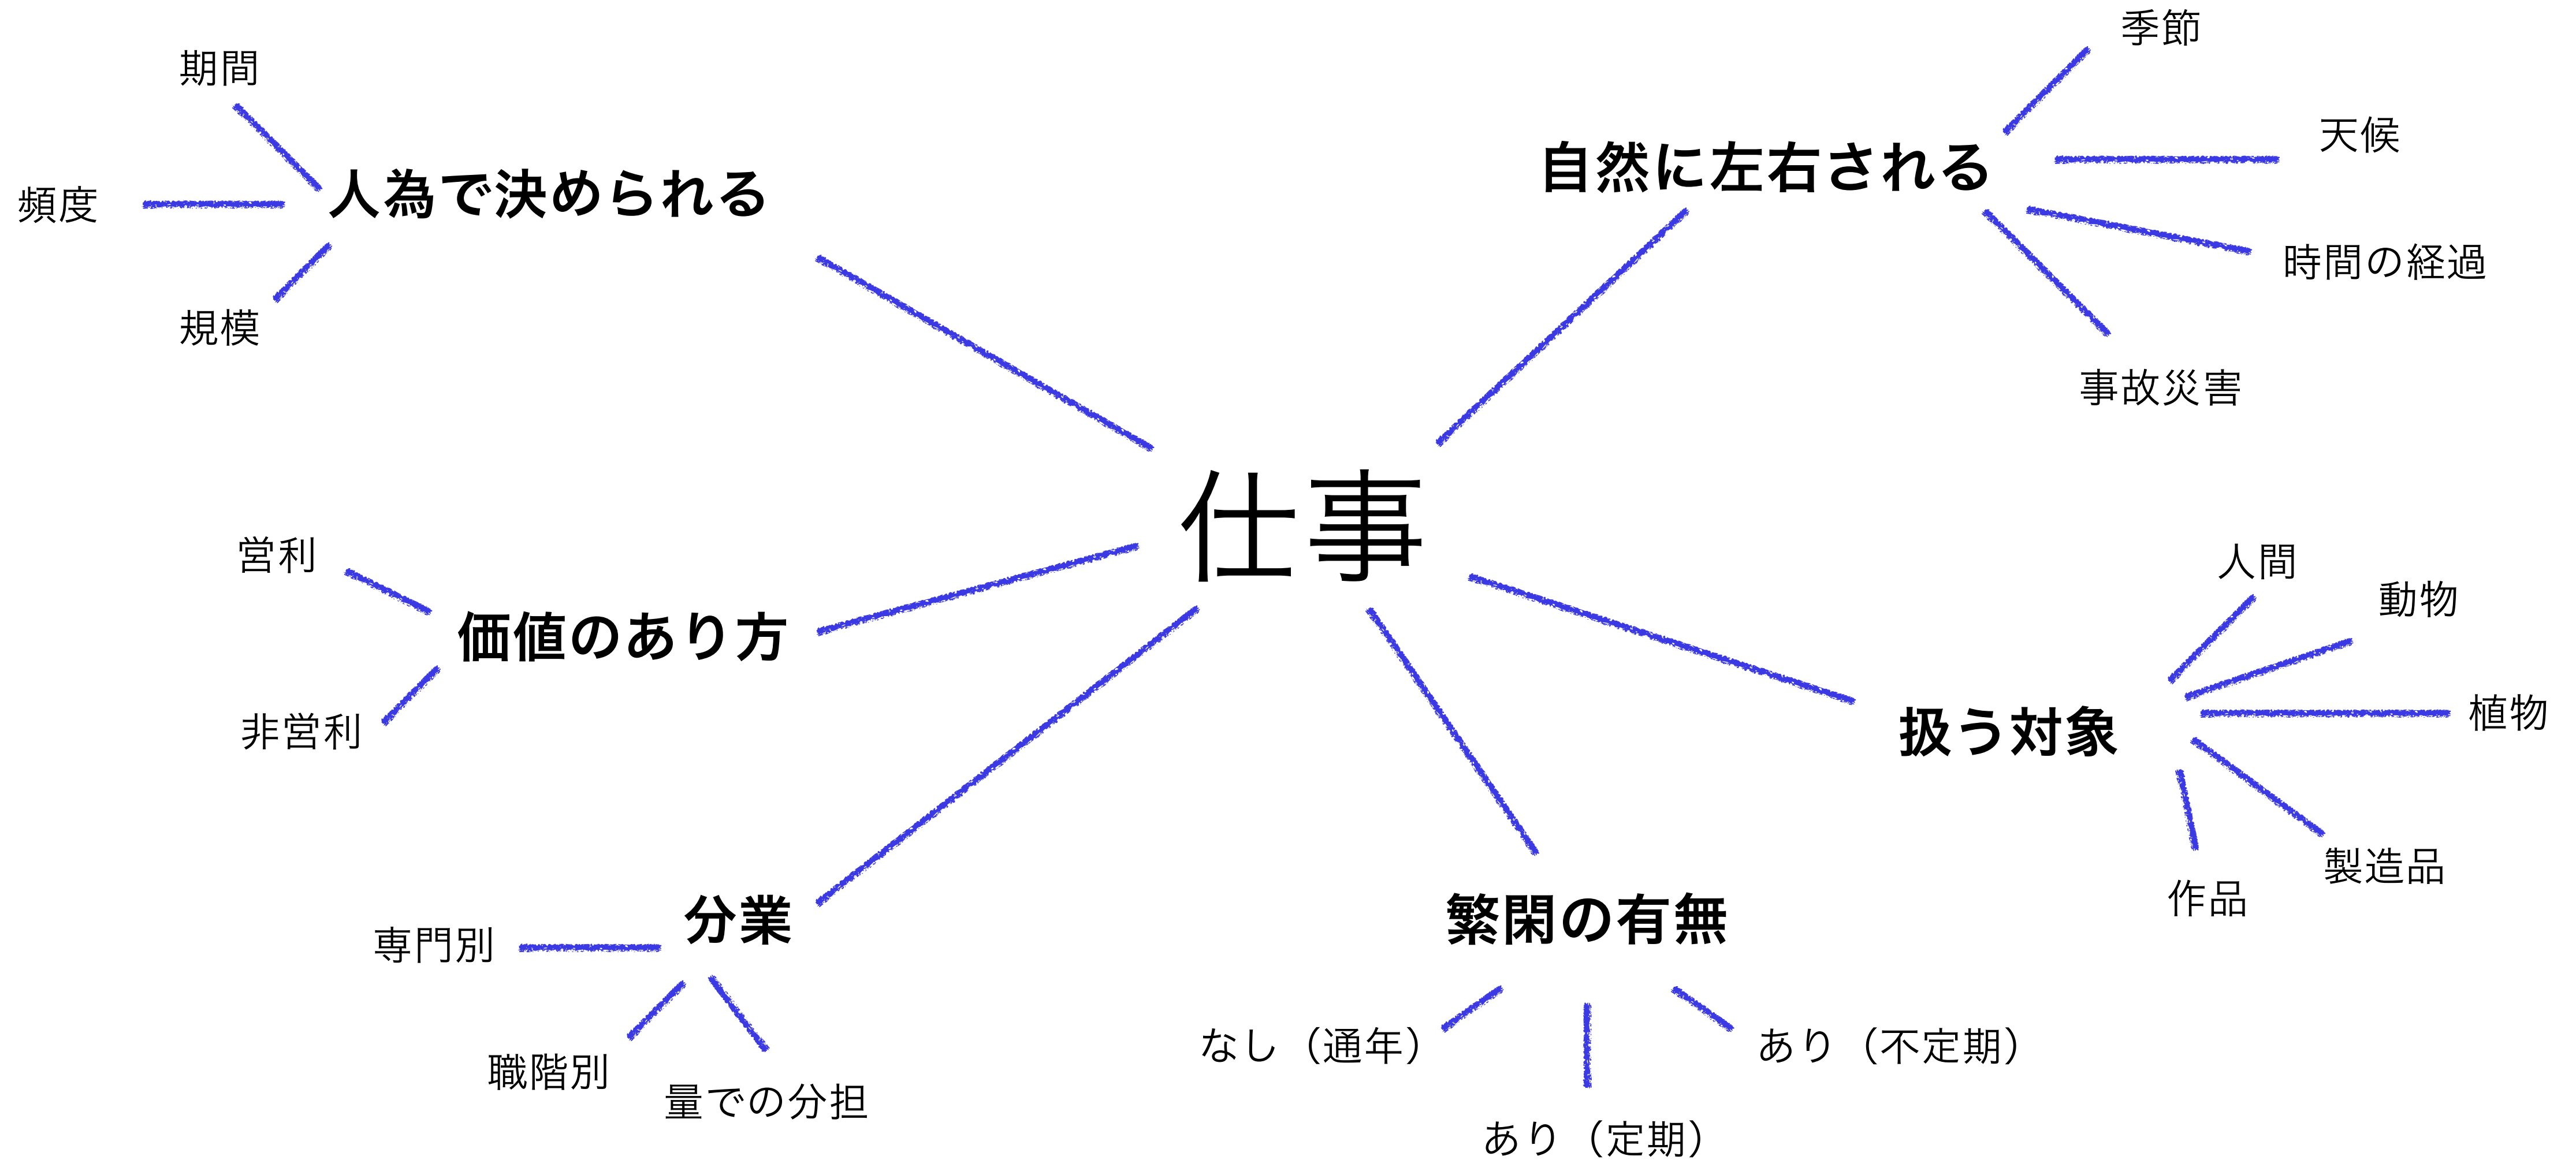 期間
頻度
人為で決められる
規模
季節
自然に左右される
天候
時間の経過
事故災害
仕事
営利
価値のあり方
非営利
人間
動物
扱う対象
植物
製造品
作品
分業
専門別
職階別
量での分担
繁閑の有無
なし（通年）
あり（定期）
あり（不定期）